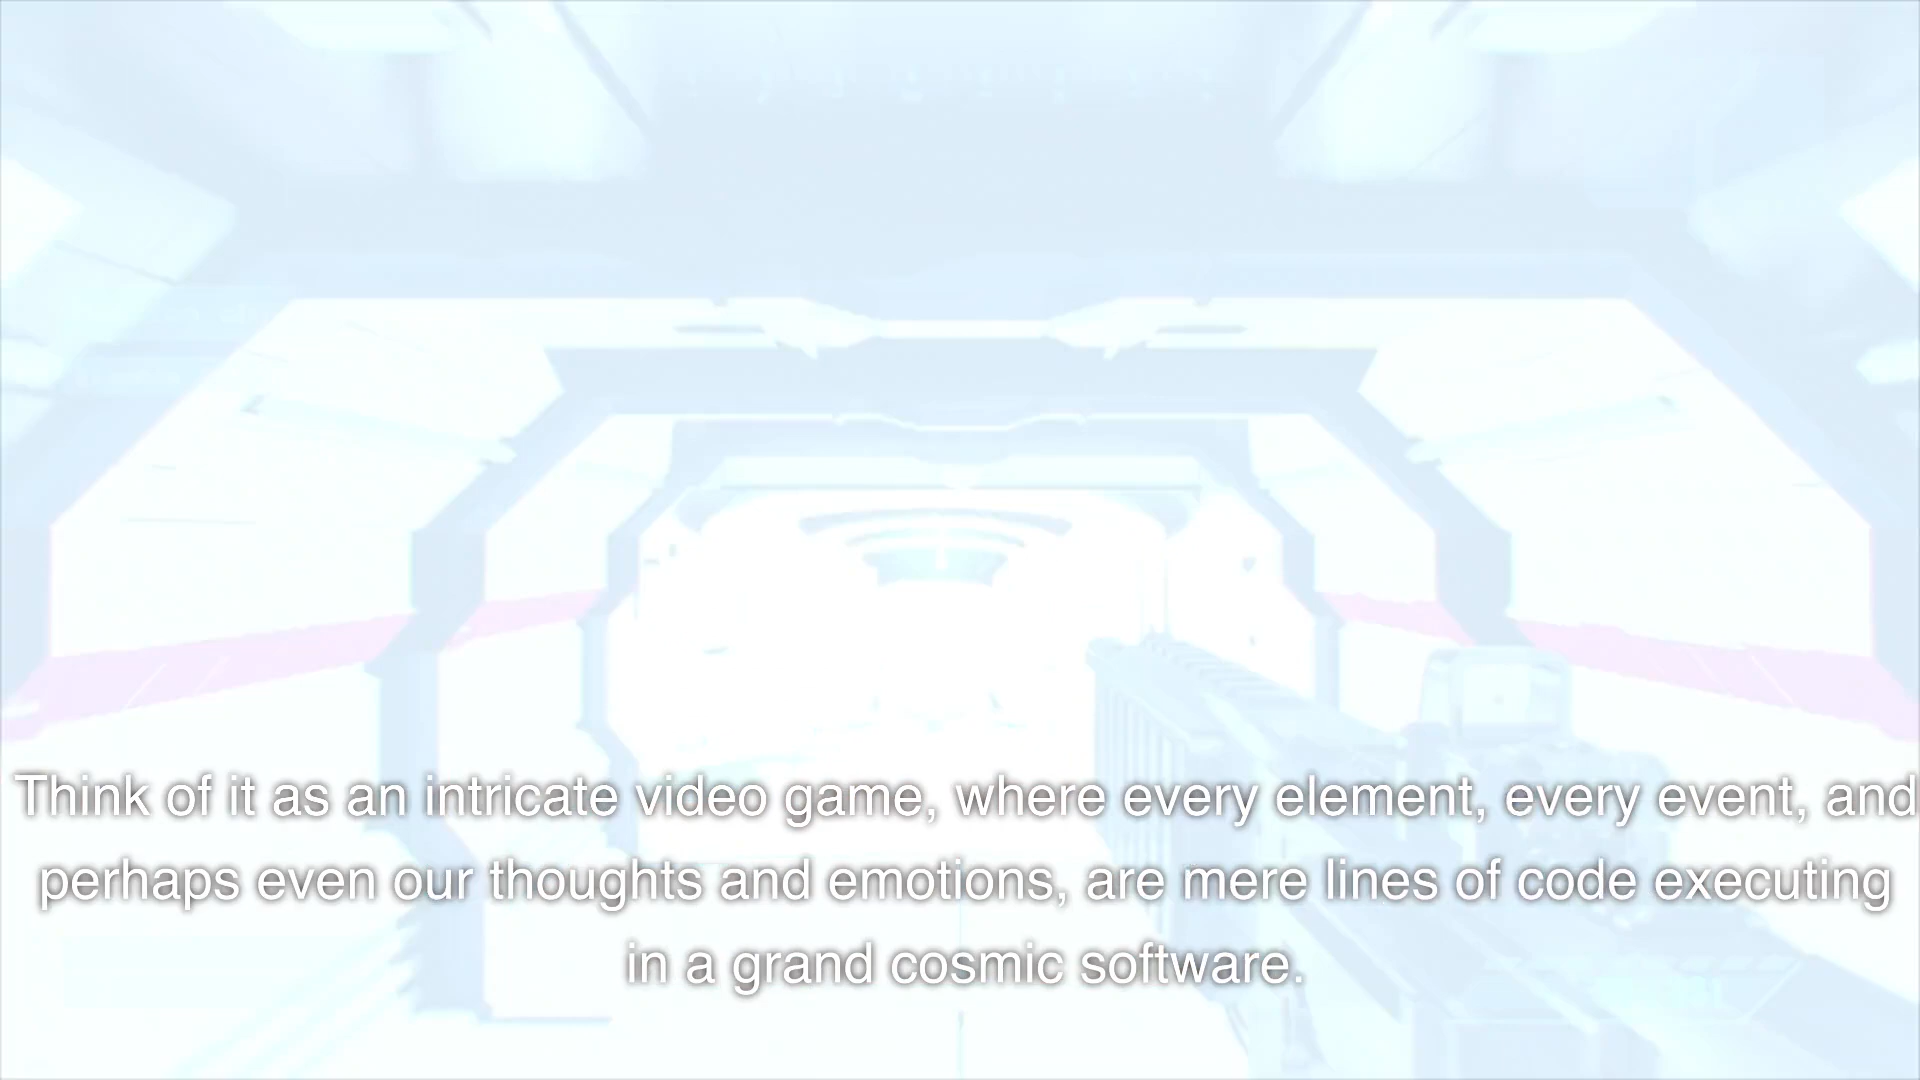 Think of it as an intricate video game, where every element, every event, and
perhaps even our thoughts and emotions, are mere lines of code executing
in a grand cosmic software.